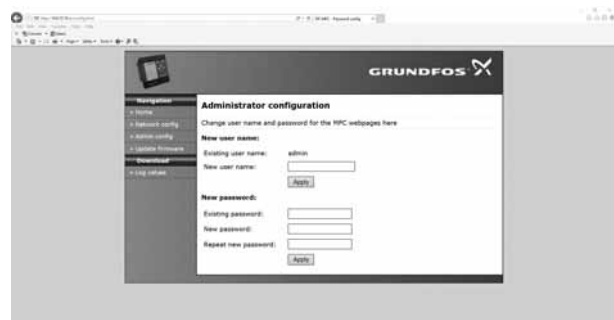 GRUNDFOS
Navigation
Home
Network config
Admin config
Update firmware
Download
Log values
Administrator configuration
Change user name and password for the MPC webpages here
New user name:
Existing user name: admin
New user name:
Apply
New password:
Existing password:
New password:
Repeat new password:
Apply